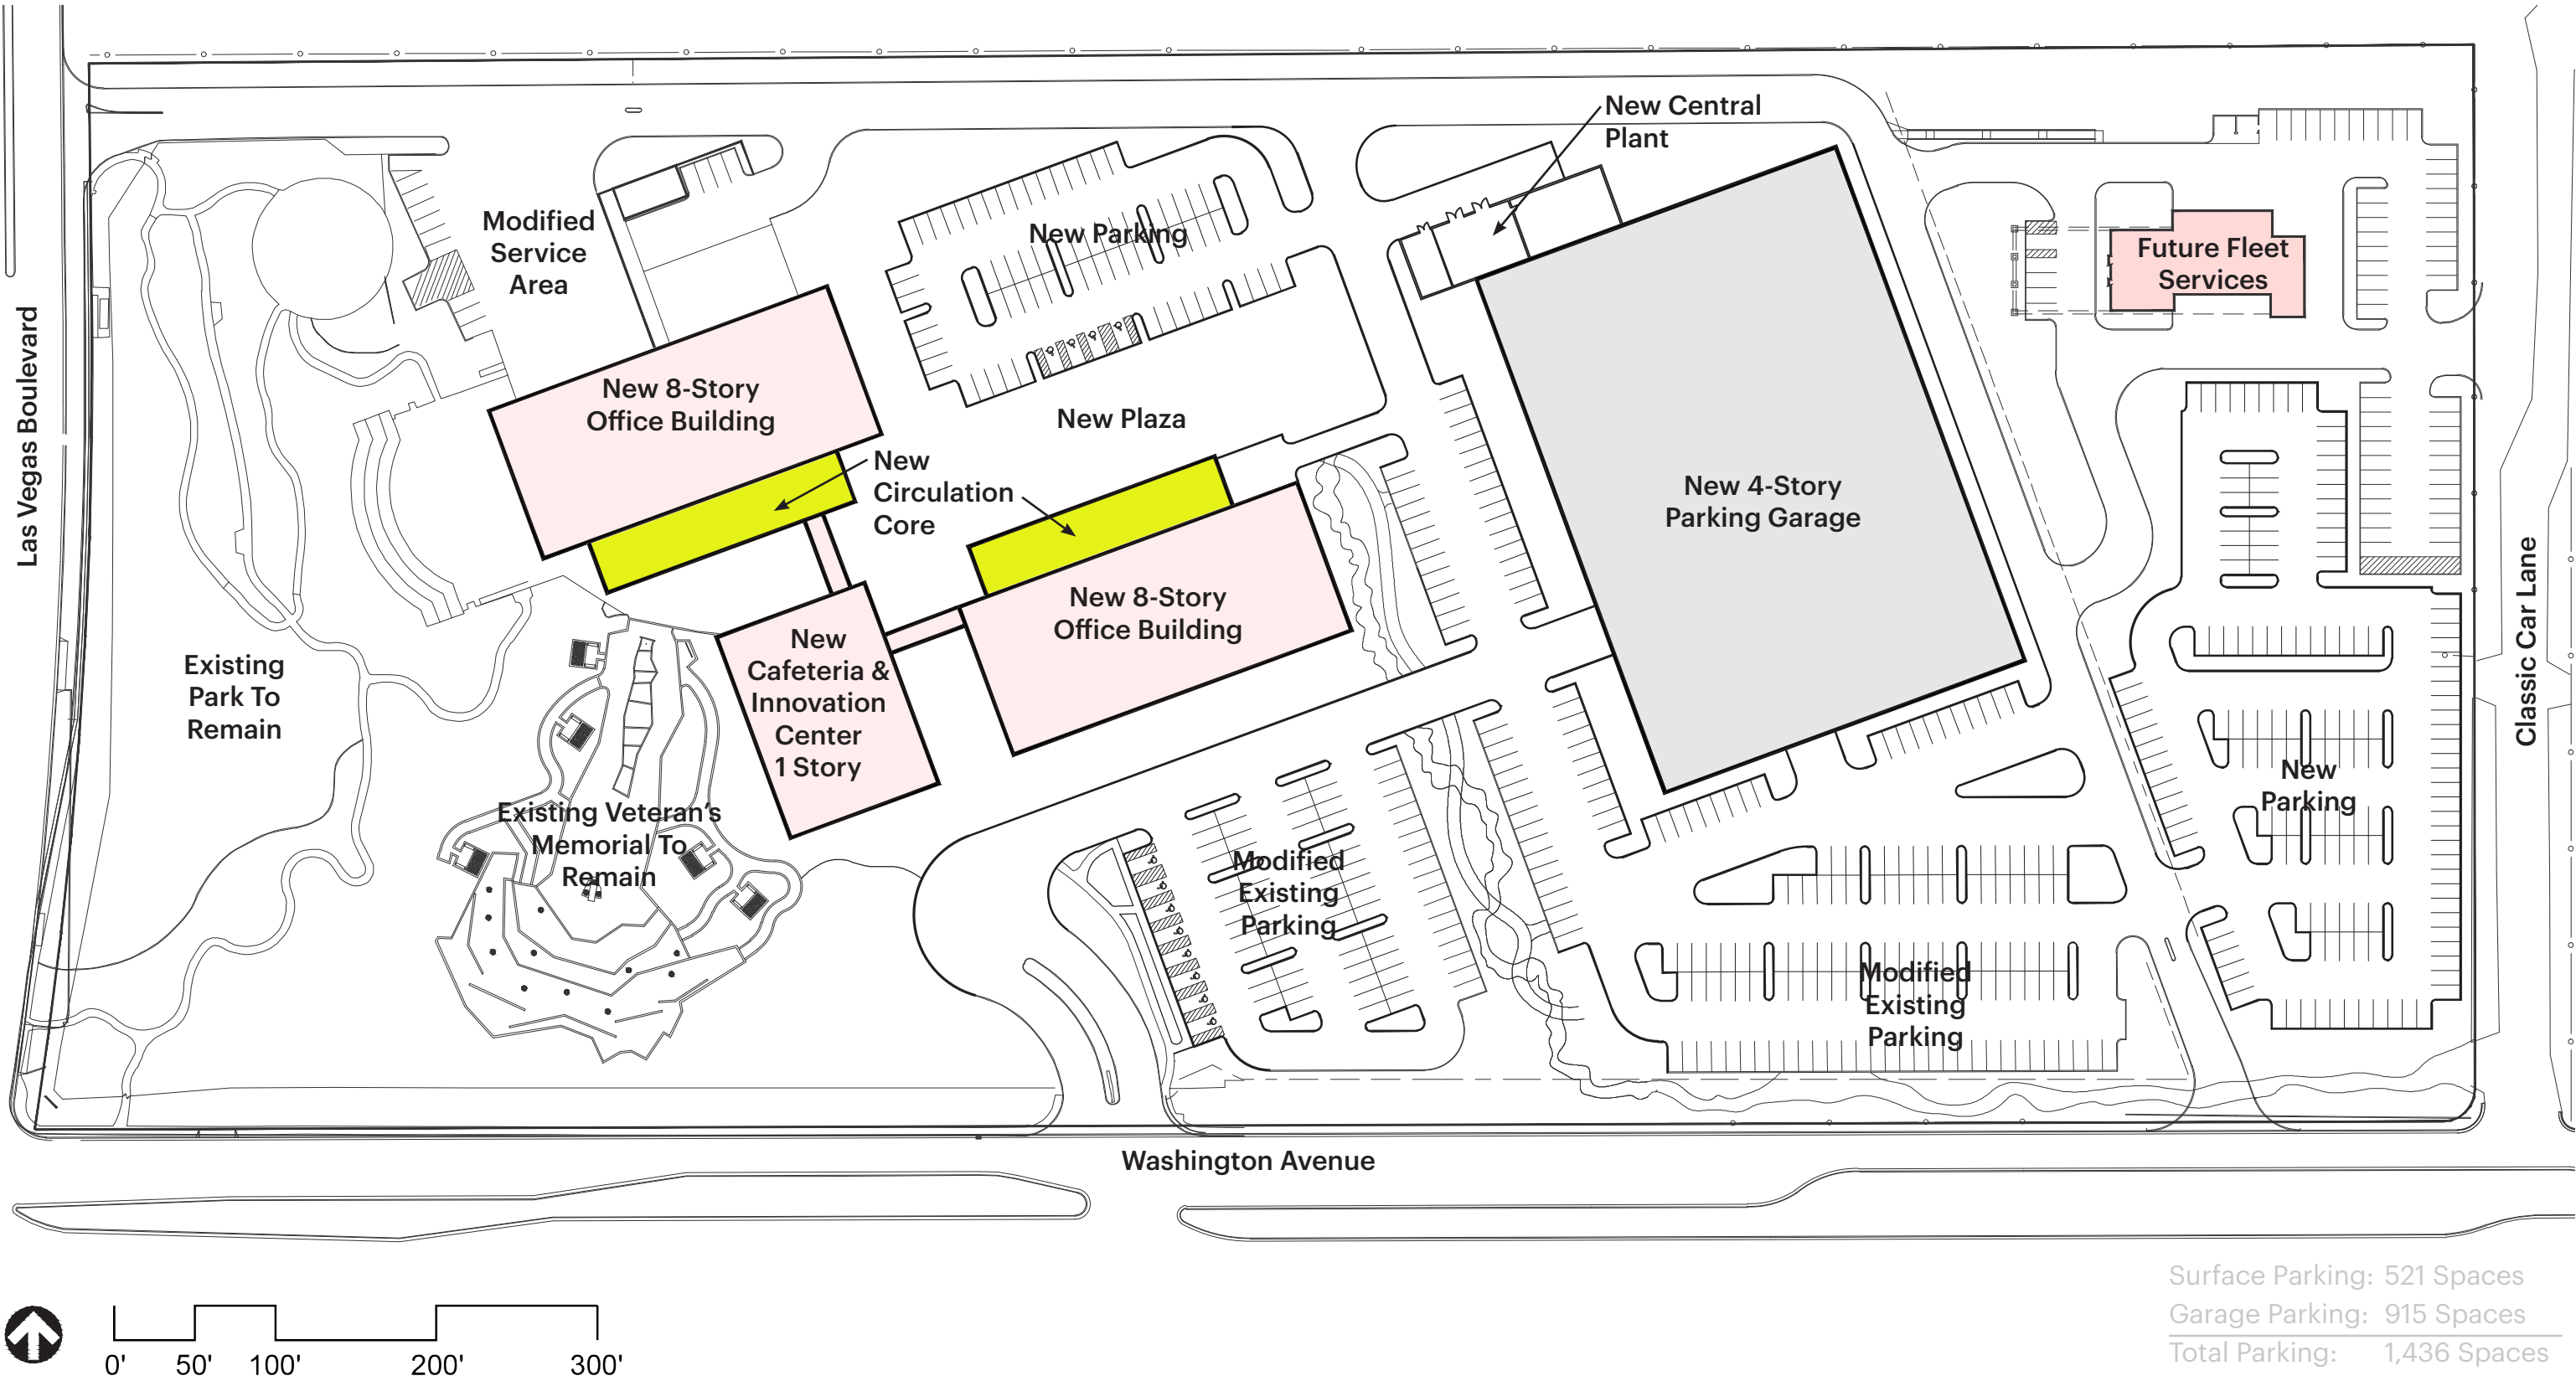 New Central
Plant
Modified
Service
Area
New Parking
Future Fleet
Services
Las Vegas Boulevard
New 8-Story
Office Building
New Plaza
New
Circulation
Core
New 4-Story
Parking Garage
Classic Car Lane
New 8-Story
Office Building
New
Cafeteria &
Innovation
Center
1 Story
Existing
Park To
Remain
New
Parking
Existing Veteran's
Memorial To
Remain
Modified
Existing
Parking
Modified
Existing
Parking
Washington Avenue
Surface Parking: 521 Spaces
Garage Parking: 915 Spaces
Total Parking: 1,436 Spaces
0' 50' 100' 200' 300'